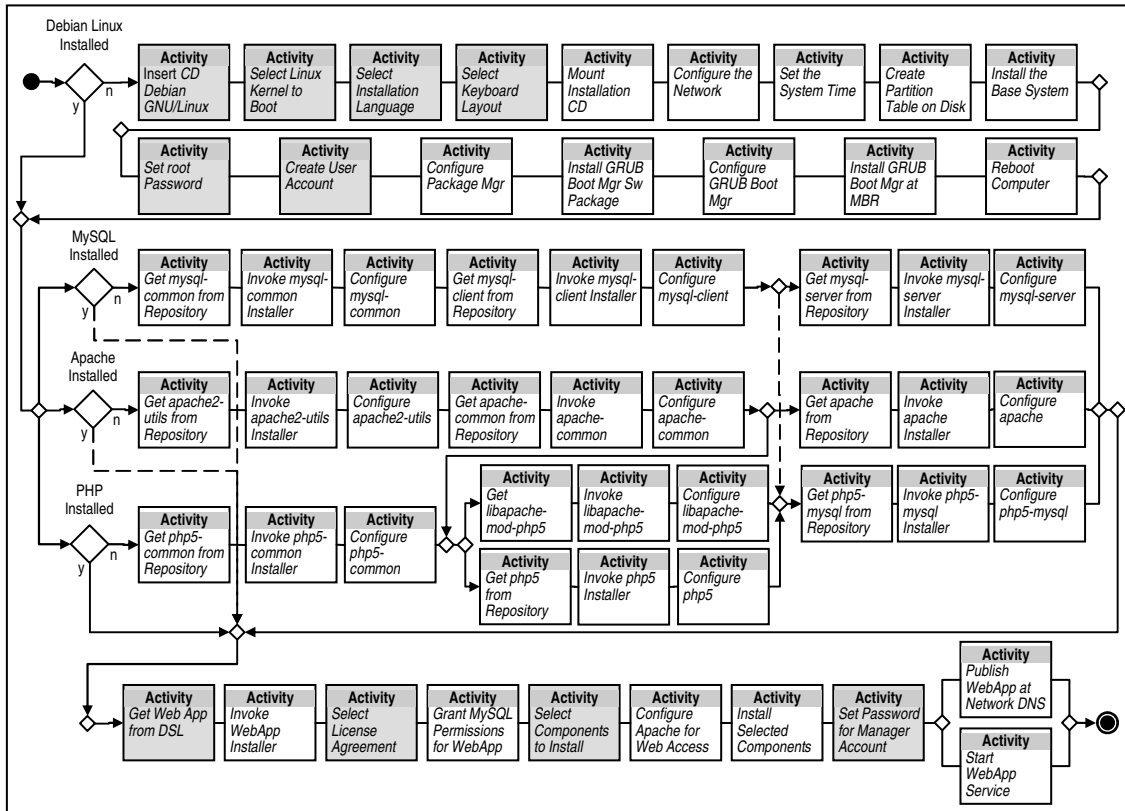 Debian Linux
Installed
n
y
Activity
Insert CD
Debian
GNU/Linux
Activity
Select Linux
Kernel to
Boot
Activity
Select
Installation
Language
Activity
Select
Keyboard
Layout
Activity
Mount
Installation
CD
Activity
Configure the
Network
Activity
Set the
System Time
Activity
Create
Partition
Table on Disk
Activity
Install the
Base System
Activity
Set root
Password
Activity
Create User
Account
Activity
Configure
Package Mgr
Activity
Install GRUB
Boot Mgr Sw
Package
Activity
Configure
GRUB Boot
Mgr
Activity
Install GRUB
Boot Mgr at
MBR
Activity
Reboot
Computer
MySQL
Installed
n
y
Activity
Get mysql-
common from
Repository
Activity
Invoke mysql-
common
Installer
Activity
Configure
mysql-
common
Activity
Get mysql-
client from
Repository
Activity
Invoke mysql-
client Installer
Activity
Configure
mysql-client
Activity
Get mysql-
server from
Repository
Activity
Invoke mysql-
server
Installer
Activity
Configure
mysql-server
Apache
Installed
n
y
Activity
Get apache2-
utils from
Repository
Activity
Invoke
apache2-utils
Installer
Activity
Configure
apache2-utils
Activity
Get apache-
common from
Repository
Activity
Invoke
apache-
common
Activity
Configure
apache-
common
Activity
Get apache
from
Repository
Activity
Invoke
apache
Installer
Activity
Configure
apache
PHP
Installed
n
y
Activity
Get php5-
common from
Repository
Activity
Invoke php5-
common
Installer
Activity
Configure
php5-
common
Activity
Get
libapache-
mod-php5
Activity
Invoke
libapache-
mod-php5
Activity
Configure
libapache-
mod-php5
Activity
Get php5
from
Repository
Activity
Invoke php5
Installer
Activity
Configure
php5
Activity
Get php5-
mysql from
Repository
Activity
Invoke php5-
mysql
Installer
Activity
Configure
php5-mysql
Activity
Get Web App
from DSL
Activity
Invoke
WebApp
Installer
Activity
Select
License
Agreement
Activity
Grant MySQL
Permissions
for WebApp
Activity
Select
Components
to Install
Activity
Configure
Apache for
Web Access
Activity
Install
Selected
Components
Activity
Set Password
for Manager
Account
Activity
Publish
WebApp at
Network DNS
Activity
Start
WebApp
Service